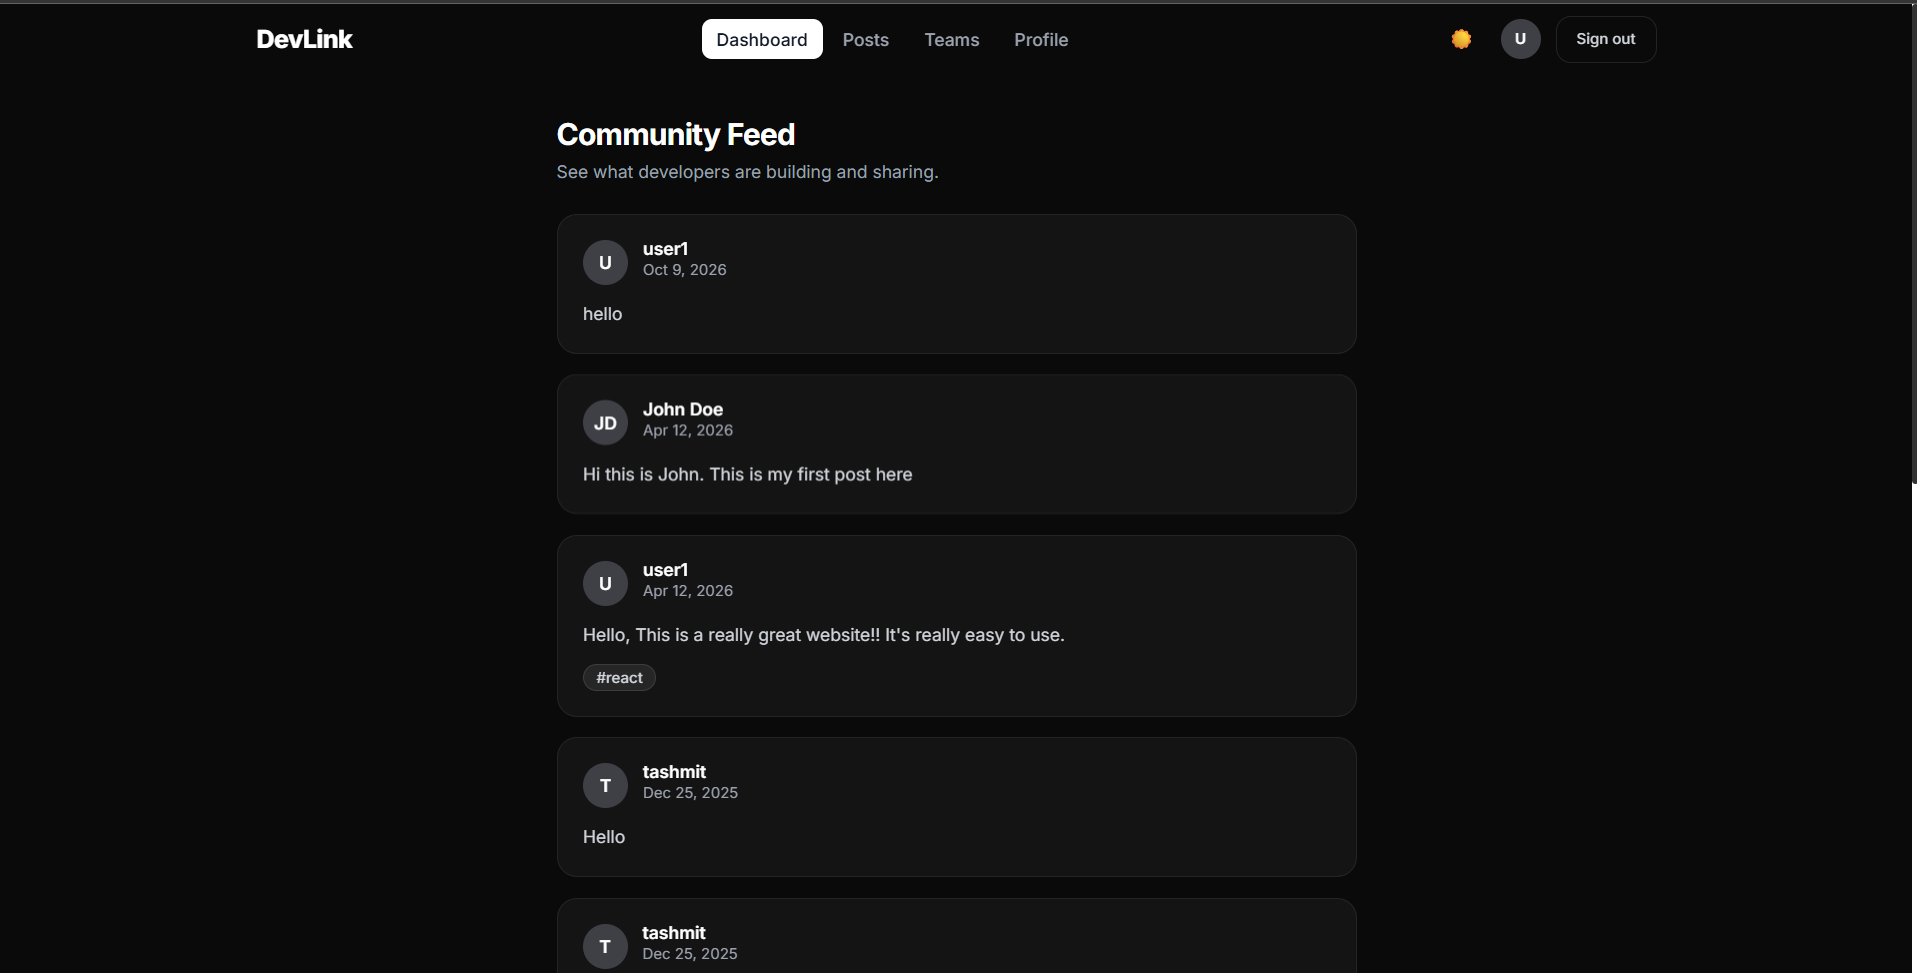 DevLink
Dashboard
Posts
Teams
Profile
U
Sign out
Community Feed
See what developers are building and sharing.
U
user1
Oct 9, 2026
hello
JD
John Doe
Apr 12, 2026
Hi this is John. This is my first post here
U
user1
Apr 12, 2026
Hello, This is a really great website!! It's really easy to use.
#react
T
tashmit
Dec 25, 2025
Hello
T
tashmit
Dec 25, 2025